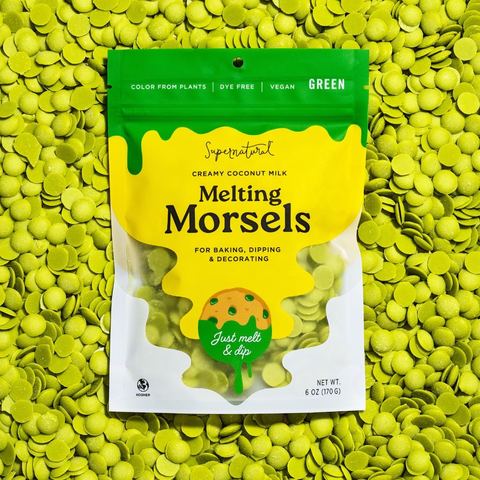 COLOR FROM PLANTS | DYE FREE | VEGAN GREEN
Supernatural
CREAMY COCONUT MILK
Melting
Morsels
FOR BAKING, DIPPING
& DECORATING
Just melt
& dip
KOSHER
NET WT.
6 OZ (170 G)